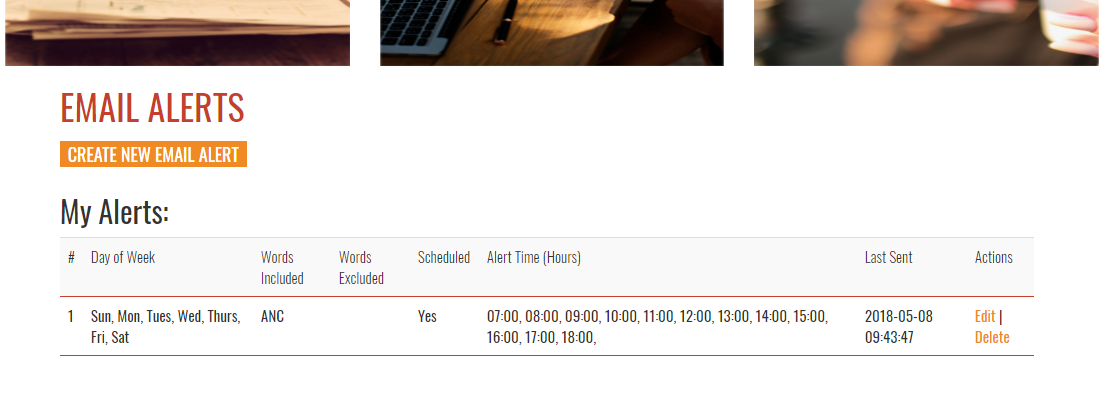 EMAIL ALERTS
CREATE NEW EMAIL ALERT
My Alerts:
# Day of Week Words Included Words Excluded Scheduled Alert Time (Hours) Last Sent Actions
1 Sun, Mon, Tues, Wed, Thurs, Fri, Sat ANC Yes 07:00, 08:00, 09:00, 10:00, 11:00, 12:00, 13:00, 14:00, 15:00, 16:00, 17:00, 18:00, 2018-05-08 09:43:47 Edit | Delete